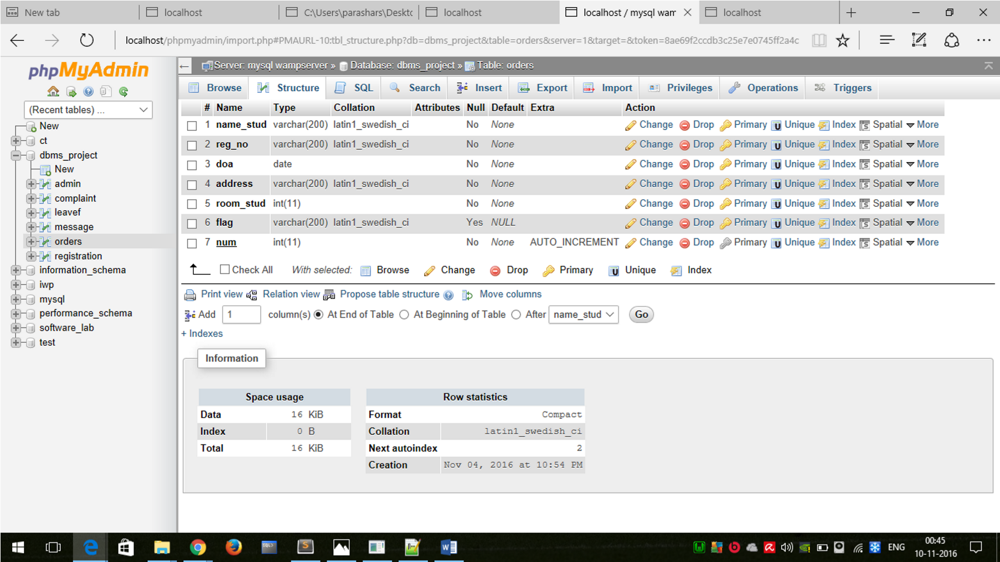 New tab localhost C:\Users\parashars\Deskto localhost localhost / mysql wam localhost
localhost/phpmyadmin/import.php#PMAURL-10:tbl_structure.php?db=dbms_project&table=orders&server=1&target=&token=8ae69f2ccdb3c25e7e0745ff2a4c
phpMyAdmin
(Recent tables) ...
New
ct
dbms_project
New
admin
complaint
leavef
message
orders
registration
information_schema
iwp
mysql
performance_schema
software_lab
test
Server: mysql wampserver » Database: dbms_project » Table: orders
Browse Structure SQL Search Insert Export Import Privileges Operations Triggers
# Name Type Collation Attributes Null Default Extra Action
1 name_stud varchar(200) latin1_swedish_ci No None Change Drop Primary Unique Index Spatial More
2 reg_no varchar(200) latin1_swedish_ci No None Change Drop Primary Unique Index Spatial More
3 doa date No None Change Drop Primary Unique Index Spatial More
4 address varchar(200) latin1_swedish_ci No None Change Drop Primary Unique Index Spatial More
5 room_stud int(11) No None Change Drop Primary Unique Index Spatial More
6 flag varchar(200) latin1_swedish_ci Yes NULL Change Drop Primary Unique Index Spatial More
7 num int(11) No None AUTO_INCREMENT Change Drop Primary Unique Index Spatial More
Check All With selected: Browse Change Drop Primary Unique Index
Print view Relation view Propose table structure Move columns
Add 1 column(s) At End of Table At Beginning of Table After name_stud Go
+ Indexes
Information
Space usage
Data 16 KiB
Index 0 B
Total 16 KiB
Row statistics
Format Compact
Collation latin1_swedish_ci
Next autoindex 2
Creation Nov 04, 2016 at 10:54 PM
ENG
00:45
10-11-2016